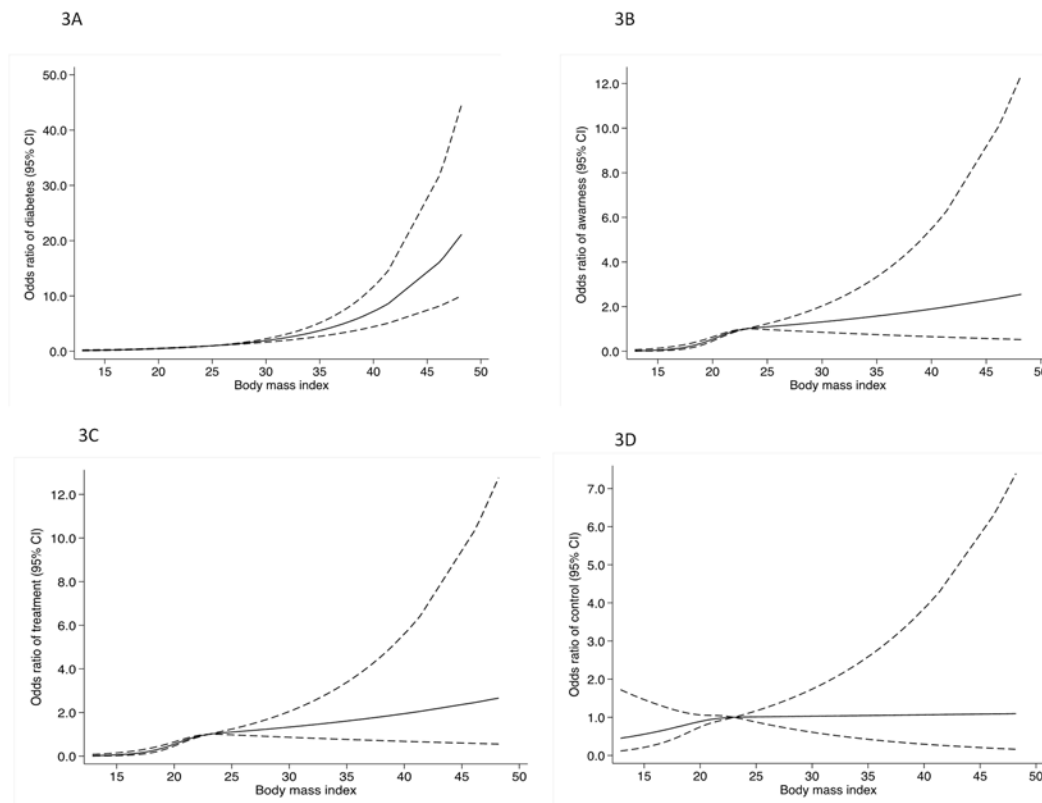 3A
3B
50.0
40.0
30.0
20.0
10.0
0.0
Odds ratio of diabetes (95% CI)
15 20 25 30 35 40 45 50
Body mass index
12.0
10.0
8.0
6.0
4.0
2.0
0.0
Odds ratio of awarness (95% CI)
15 20 25 30 35 40 45 50
Body mass index
3C
3D
12.0
10.0
8.0
6.0
4.0
2.0
0.0
Odds ratio of treatment (95% CI)
15 20 25 30 35 40 45 50
Body mass index
7.0
6.0
5.0
4.0
3.0
2.0
1.0
0.0
Odds ratio of control (95% CI)
15 20 25 30 35 40 45 50
Body mass index